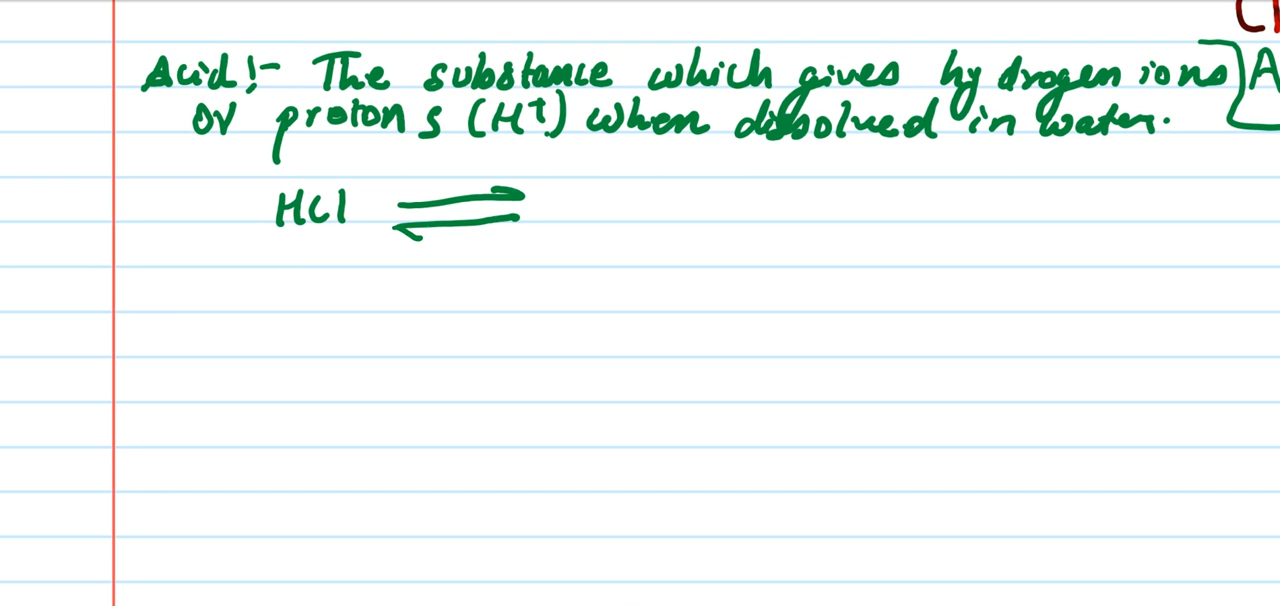 Acid!- The substance which gives hydrogen ions
or protons (H+) when dissolved in water.
HCl ⇌